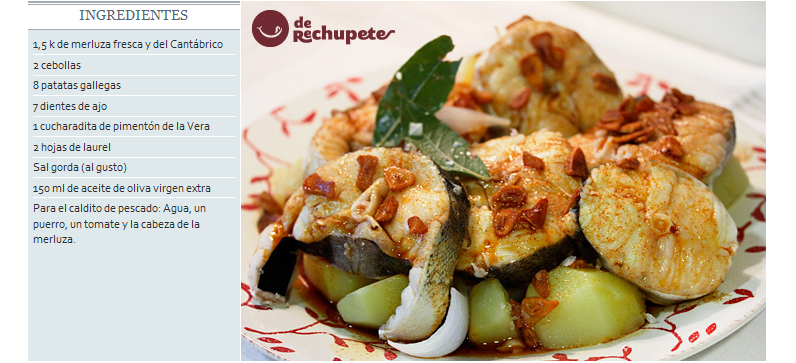 INGREDIENTES
1,5 k de merluza fresca y del Cantábrico
2 cebollas
8 patatas gallegas
7 dientes de ajo
1 cucharadita de pimentón de la Vera
2 hojas de laurel
Sal gorda (al gusto)
150 ml de aceite de oliva virgen extra
Para el caldito de pescado: Agua, un
puerro, un tomate y la cabeza de la
merluza.
de
Rechupete